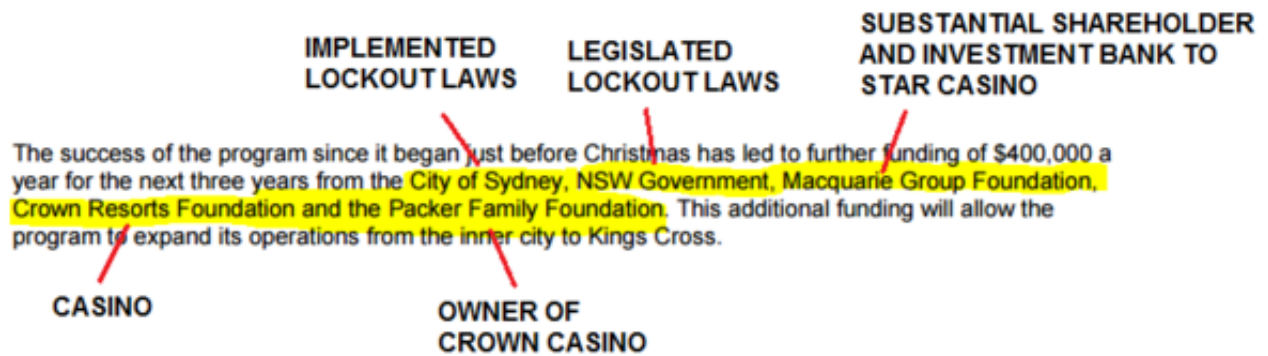 SUBSTANTIAL SHAREHOLDER
AND INVESTMENT BANK TO
STAR CASINO
IMPLEMENTED
LOCKOUT LAWS
LEGISLATED
LOCKOUT LAWS
The success of the program since it began just before Christmas has led to further funding of $400,000 a
year for the next three years from the City of Sydney, NSW Government, Macquarie Group Foundation,
Crown Resorts Foundation and the Packer Family Foundation. This additional funding will allow the
program to expand its operations from the inner city to Kings Cross.
CASINO
OWNER OF
CROWN CASINO